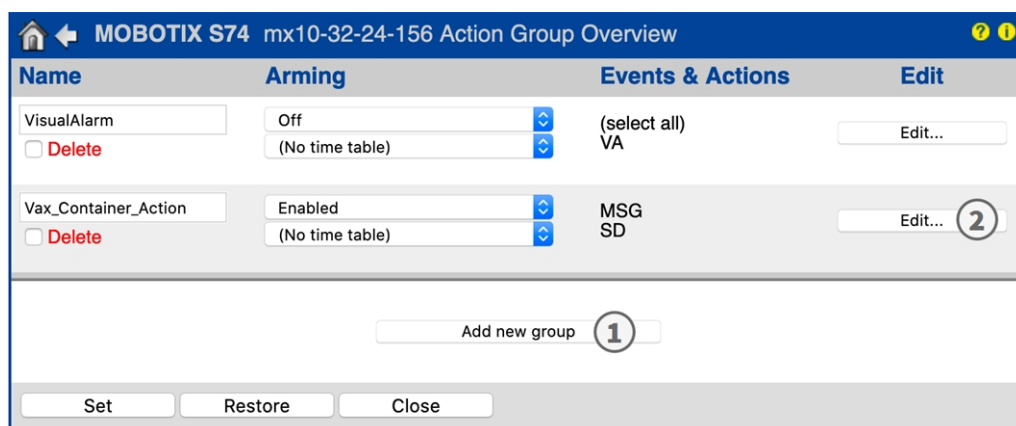 MOBOTIX S74 mx10-32-24-156 Action Group Overview ? i
Name Arming Events & Actions Edit
VisualAlarm Off (select all) Edit...
Delete (No time table) VA
Vax_Container_Action Enabled MSG Edit... 2
Delete (No time table) SD
Add new group 1
Set Restore Close